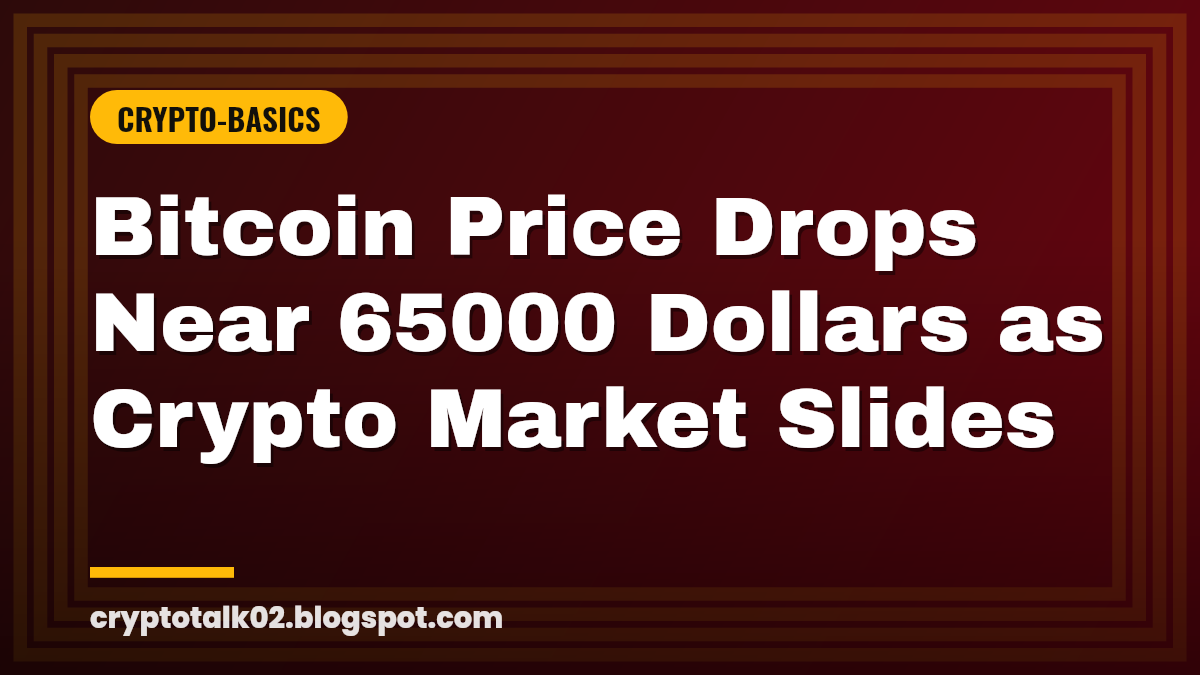 CRYPTO-BASICS
Bitcoin Price Drops
Near 65000 Dollars as
Crypto Market Slides
cryptotalk02.blogspot.com